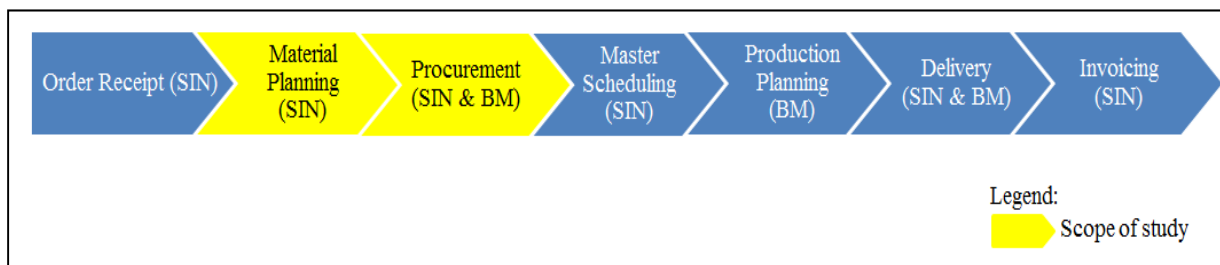 Order Receipt (SIN)
Material
Planning
(SIN)
Procurement
(SIN & BM)
Master
Scheduling
(SIN)
Production
Planning
(BM)
Delivery
(SIN & BM)
Invoicing
(SIN)
Legend:
Scope of study